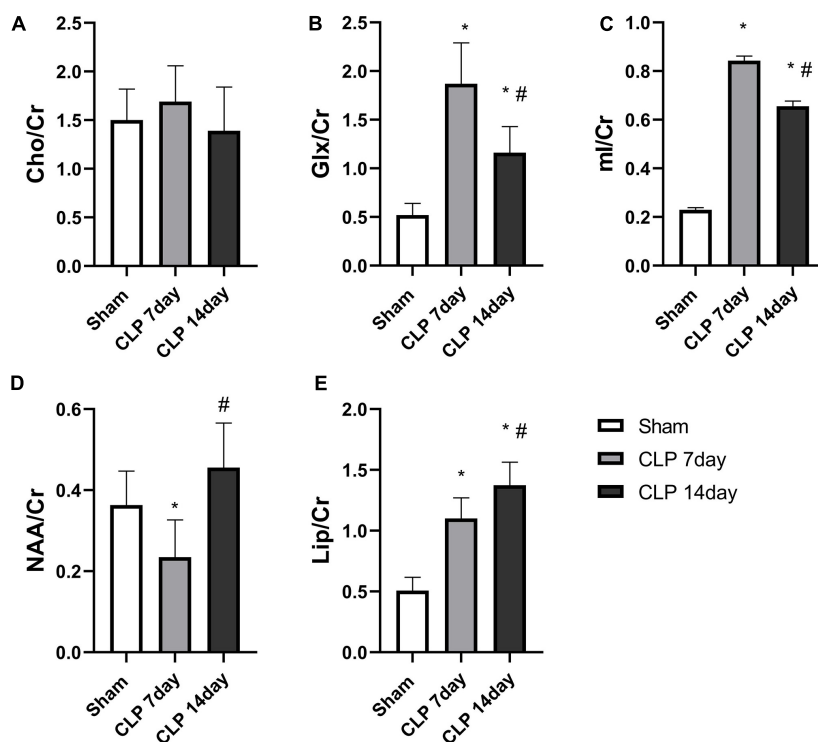 A
2.5
2.0
1.5
1.0
0.5
0.0
Cho/Cr
Sham
CLP 7day
CLP 14day
B
2.5
2.0
1.5
1.0
0.5
0.0
Glx/Cr
*
* #
Sham
CLP 7day
CLP 14day
C
1.0
0.8
0.6
0.4
0.2
0.0
mI/Cr
*
* #
Sham
CLP 7day
CLP 14day
D
0.6
0.4
0.2
0.0
NAA/Cr
*
#
Sham
CLP 7day
CLP 14day
E
2.0
1.5
1.0
0.5
0.0
Lip/Cr
*
* #
Sham
CLP 7day
CLP 14day
Sham
CLP 7day
CLP 14day